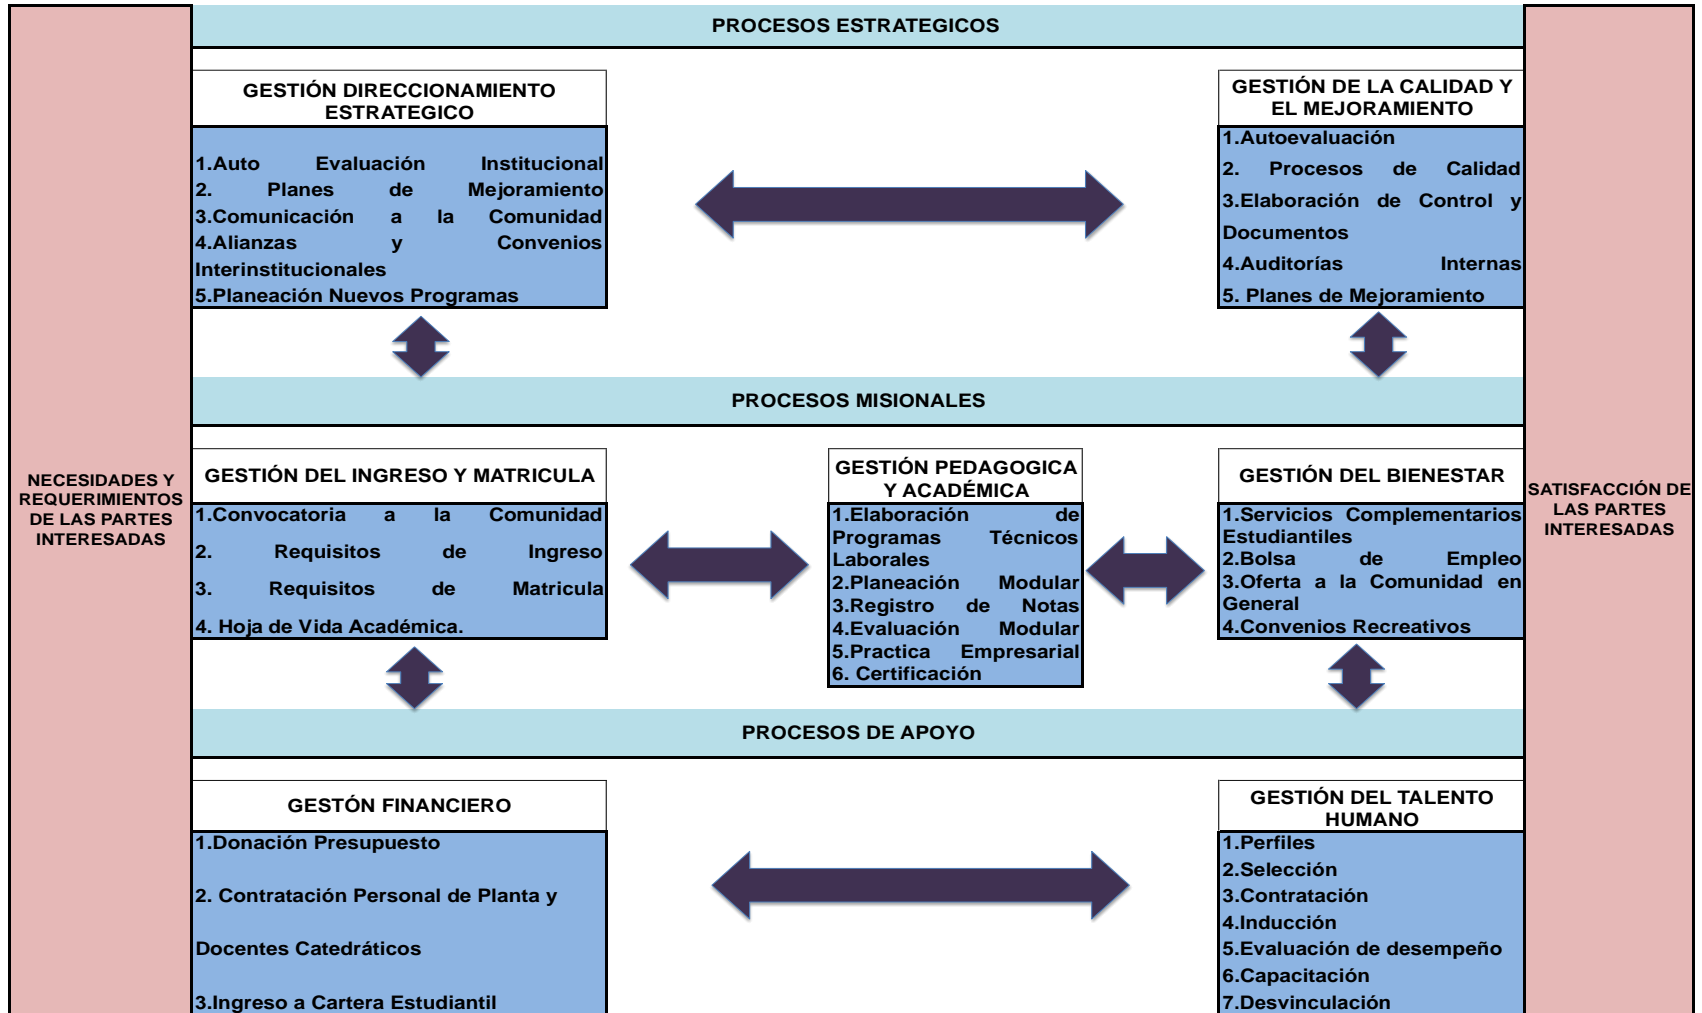 PROCESOS ESTRATEGICOS
GESTIÓN DIRECCIONAMIENTO
ESTRATEGICO
1.Auto Evaluación Institucional
2. Planes de Mejoramiento
3.Comunicación a la Comunidad
4.Alianzas y Convenios
Interinstitucionales
5.Planeación Nuevos Programas
GESTIÓN DE LA CALIDAD Y
EL MEJORAMIENTO
1.Autoevaluación
2. Procesos de Calidad
3.Elaboración de Control y
Documentos
4.Auditorías Internas
5. Planes de Mejoramiento
PROCESOS MISIONALES
NECESIDADES Y
REQUERIMIENTOS
DE LAS PARTES
INTERESADAS
GESTIÓN DEL INGRESO Y MATRICULA
1.Convocatoria a la Comunidad
2. Requisitos de Ingreso
3. Requisitos de Matricula
4. Hoja de Vida Académica.
GESTIÓN PEDAGOGICA
Y ACADÉMICA
1.Elaboración de
Programas Técnicos
Laborales
2.Planeación Modular
3.Registro de Notas
4.Evaluación Modular
5.Practica Empresarial
6. Certificación
GESTIÓN DEL BIENESTAR
1.Servicios Complementarios
Estudiantiles
2.Bolsa de Empleo
3.Oferta a la Comunidad en
General
4.Convenios Recreativos
SATISFACCIÓN DE
LAS PARTES
INTERESADAS
PROCESOS DE APOYO
GESTÓN FINANCIERO
1.Donación Presupuesto
2. Contratación Personal de Planta y
Docentes Catedráticos
3.Ingreso a Cartera Estudiantil
GESTIÓN DEL TALENTO
HUMANO
1.Perfiles
2.Selección
3.Contratación
4.Inducción
5.Evaluación de desempeño
6.Capacitación
7.Desvinculación